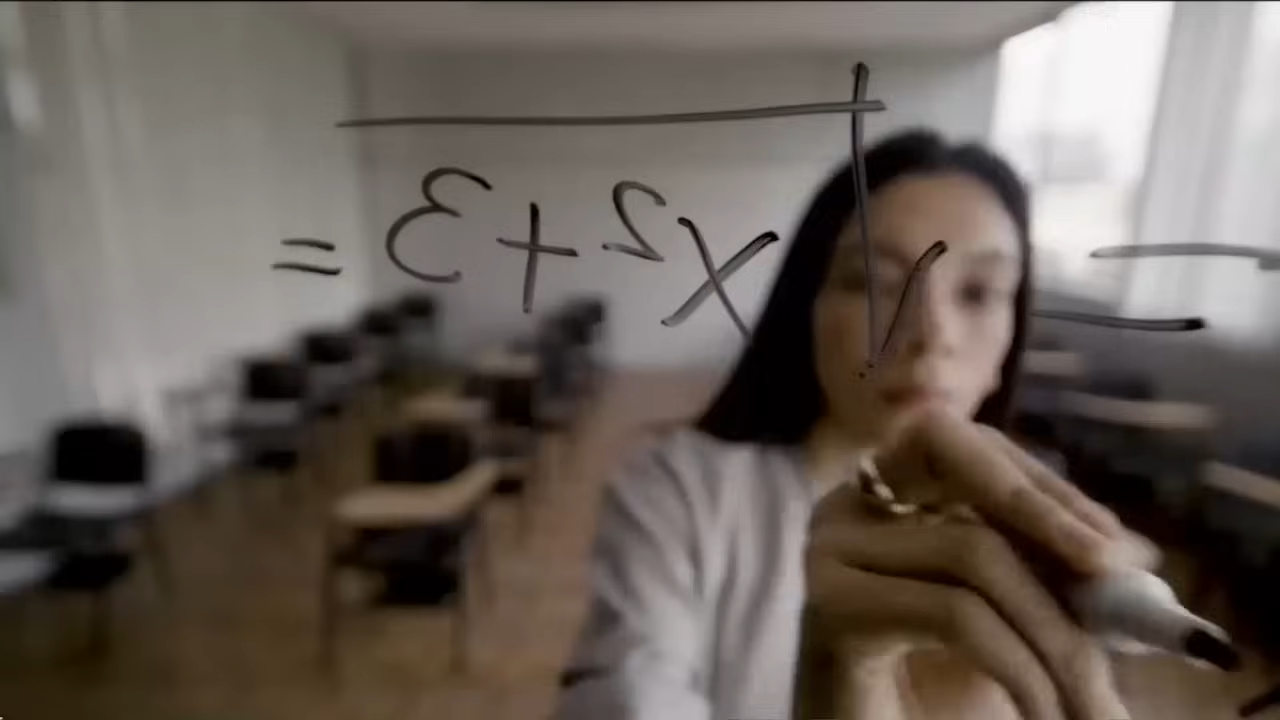 = √x²+3 =